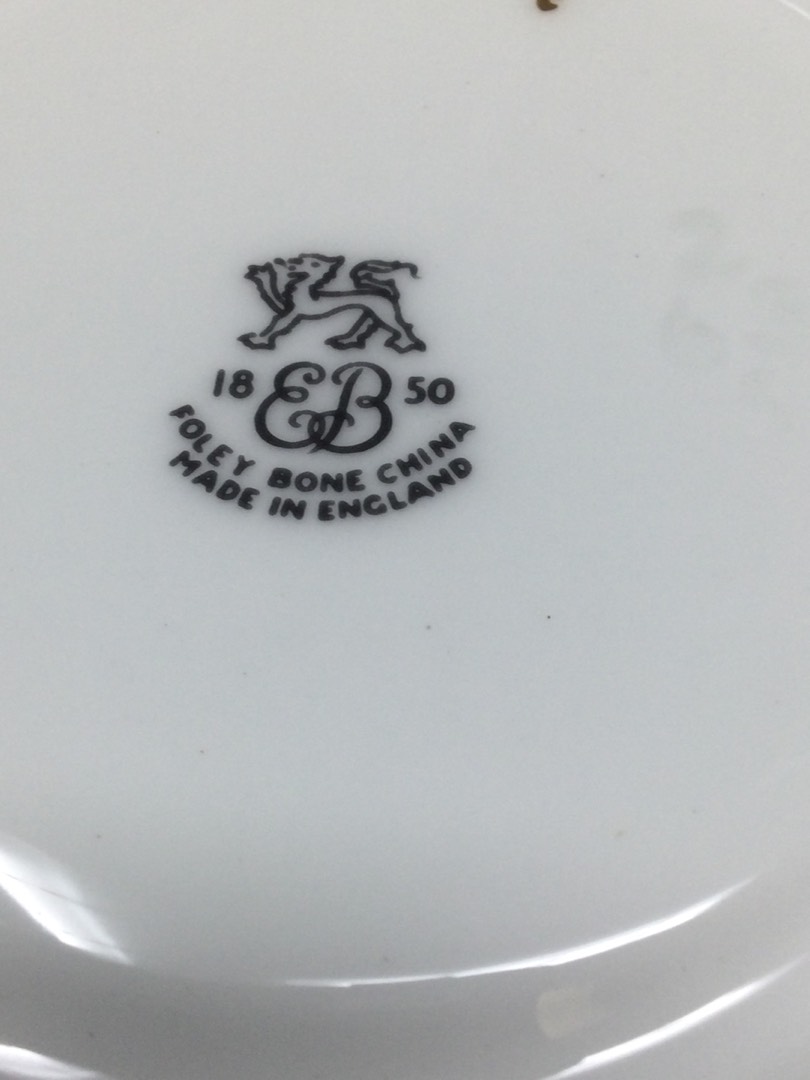 18 EB 50
FOLEY BONE CHINA
MADE IN ENGLAND